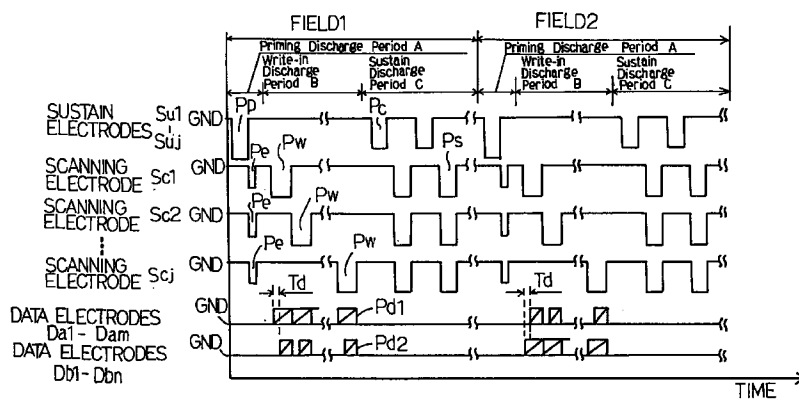 FIELD1 FIELD2
Priming Discharge Period A Priming Discharge Period A
Write-in Discharge Period B
Sustain Discharge Period C
Write-in Discharge Period B
Sustain Discharge Period C
SUSTAIN ELECTRODES Su1 Suj GND Pp Pc
SCANNING ELECTRODE Sc1 GND Pe Pw Ps
SCANNING ELECTRODE Sc2 GND Pe Pw
SCANNING ELECTRODE Scj GND Pe Pw
Td Td
DATA ELECTRODES Da1-Dam GND Pd1
DATA ELECTRODES Db1-Dbn GND Pd2
TIME